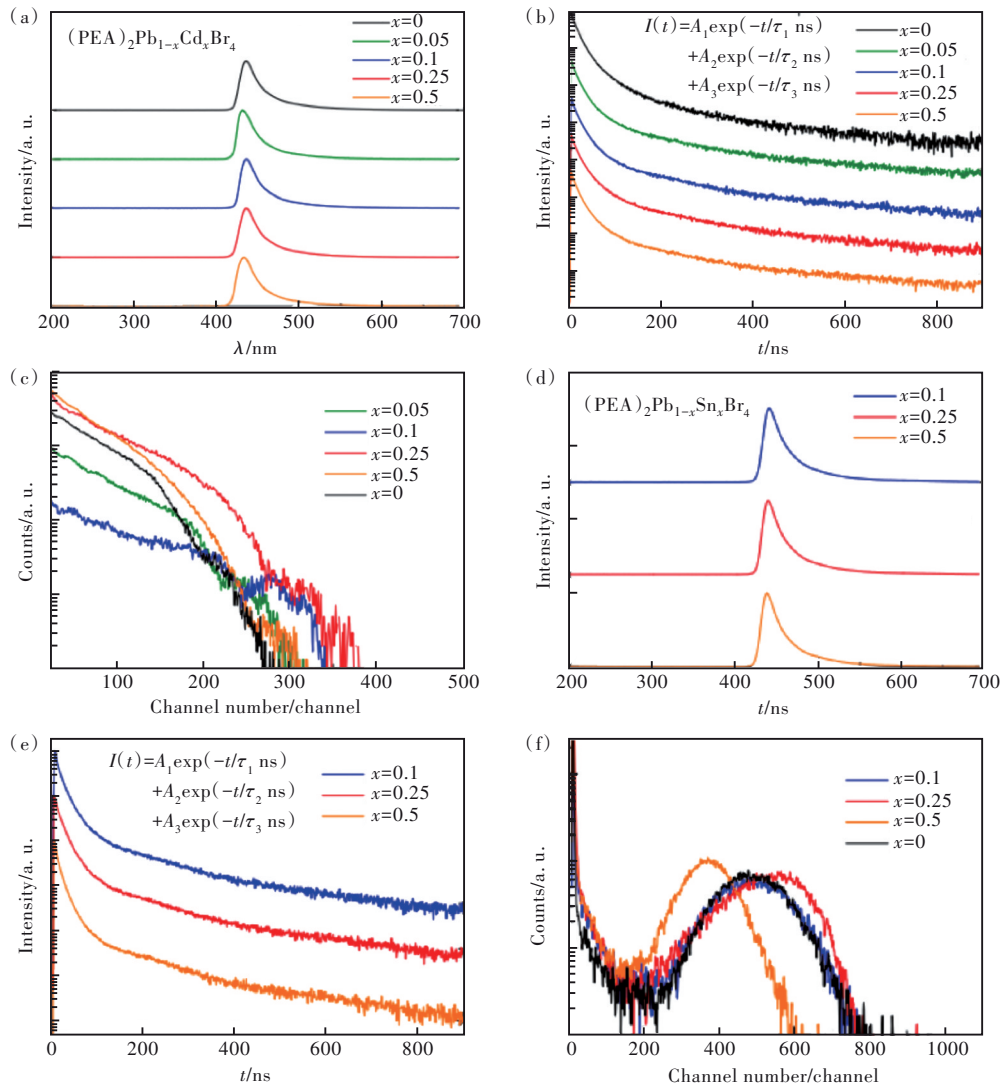 (a)
(PEA)₂Pb₁₋ₓCdₓBr₄
x=0
x=0.05
x=0.1
x=0.25
x=0.5
Intensity/a. u.
200 300 400 500 600 700
λ/nm
(b)
I(t)=A₁exp(-t/τ₁ ns)
+A₂exp(-t/τ₂ ns)
+A₃exp(-t/τ₃ ns)
x=0
x=0.05
x=0.1
x=0.25
x=0.5
Intensity/a. u.
0 200 400 600 800
t/ns
(c)
x=0.05
x=0.1
x=0.25
x=0.5
x=0
Counts/a. u.
100 200 300 400 500
Channel number/channel
(d)
(PEA)₂Pb₁₋ₓSnₓBr₄
x=0.1
x=0.25
x=0.5
Intensity/a. u.
200 300 400 500 600 700
t/ns
(e)
I(t)=A₁exp(-t/τ₁ ns)
+A₂exp(-t/τ₂ ns)
+A₃exp(-t/τ₃ ns)
x=0.1
x=0.25
x=0.5
Intensity/a. u.
0 200 400 600 800
t/ns
(f)
x=0.1
x=0.25
x=0.5
x=0
Counts/a. u.
0 200 400 600 800 1000
Channel number/channel